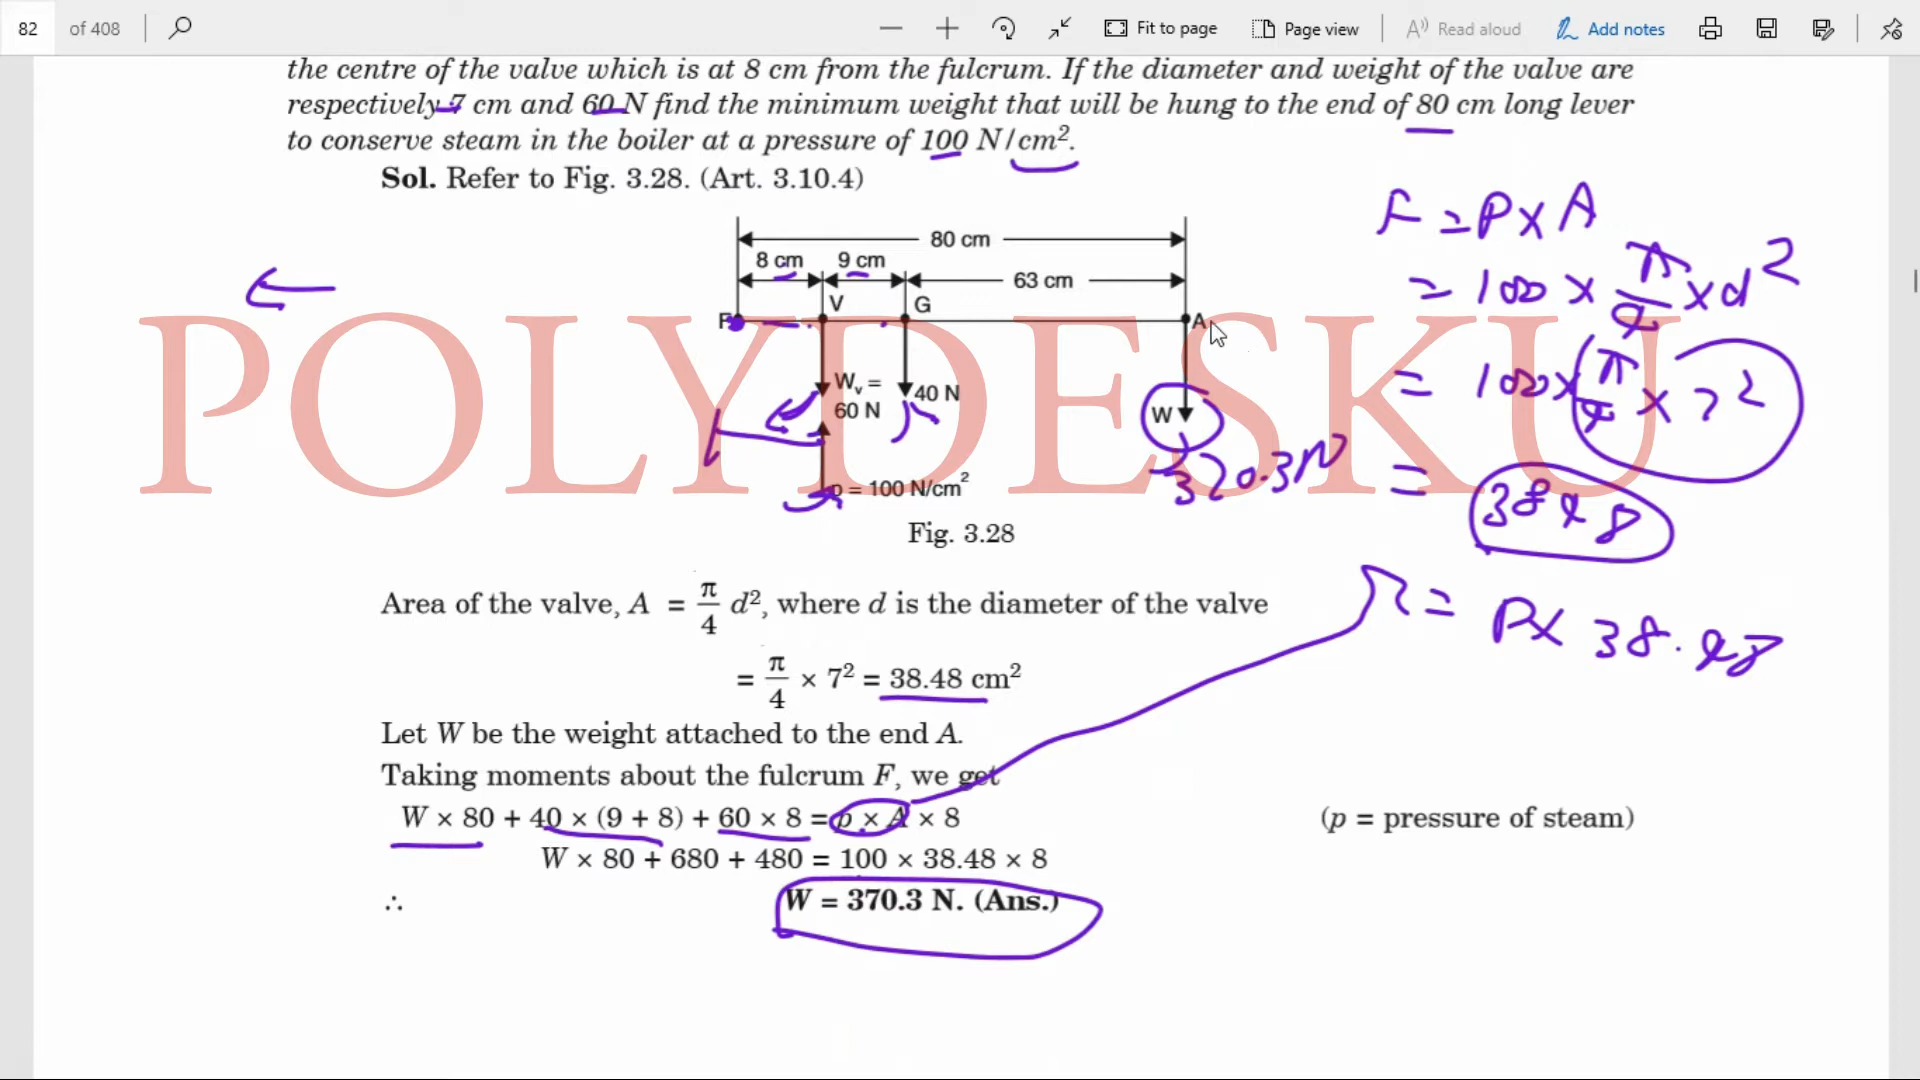 82 of 408 Fit to page Page view Read aloud Add notes
the centre of the valve which is at 8 cm from the fulcrum. If the diameter and weight of the valve are
respectively 7 cm and 60 N find the minimum weight that will be hung to the end of 80 cm long lever
to conserve steam in the boiler at a pressure of 100 N/cm².
Sol. Refer to Fig. 3.28. (Art. 3.10.4)
80 cm
8 cm 9 cm 63 cm
F V G A
Wᵥ = 60 N
40 N
W
p = 100 N/cm²
Fig. 3.28
POLYDESKU
F = P × A
= 100 × π/4 × d²
= 100 × π/4 × 7²
= 3848
= P × 38.48
320.3N
Area of the valve, A = π/4 d², where d is the diameter of the valve
= π/4 × 7² = 38.48 cm²
Let W be the weight attached to the end A.
Taking moments about the fulcrum F, we get
W × 80 + 40 × (9 + 8) + 60 × 8 = p × A × 8 (p = pressure of steam)
W × 80 + 680 + 480 = 100 × 38.48 × 8
∴ W = 370.3 N. (Ans.)